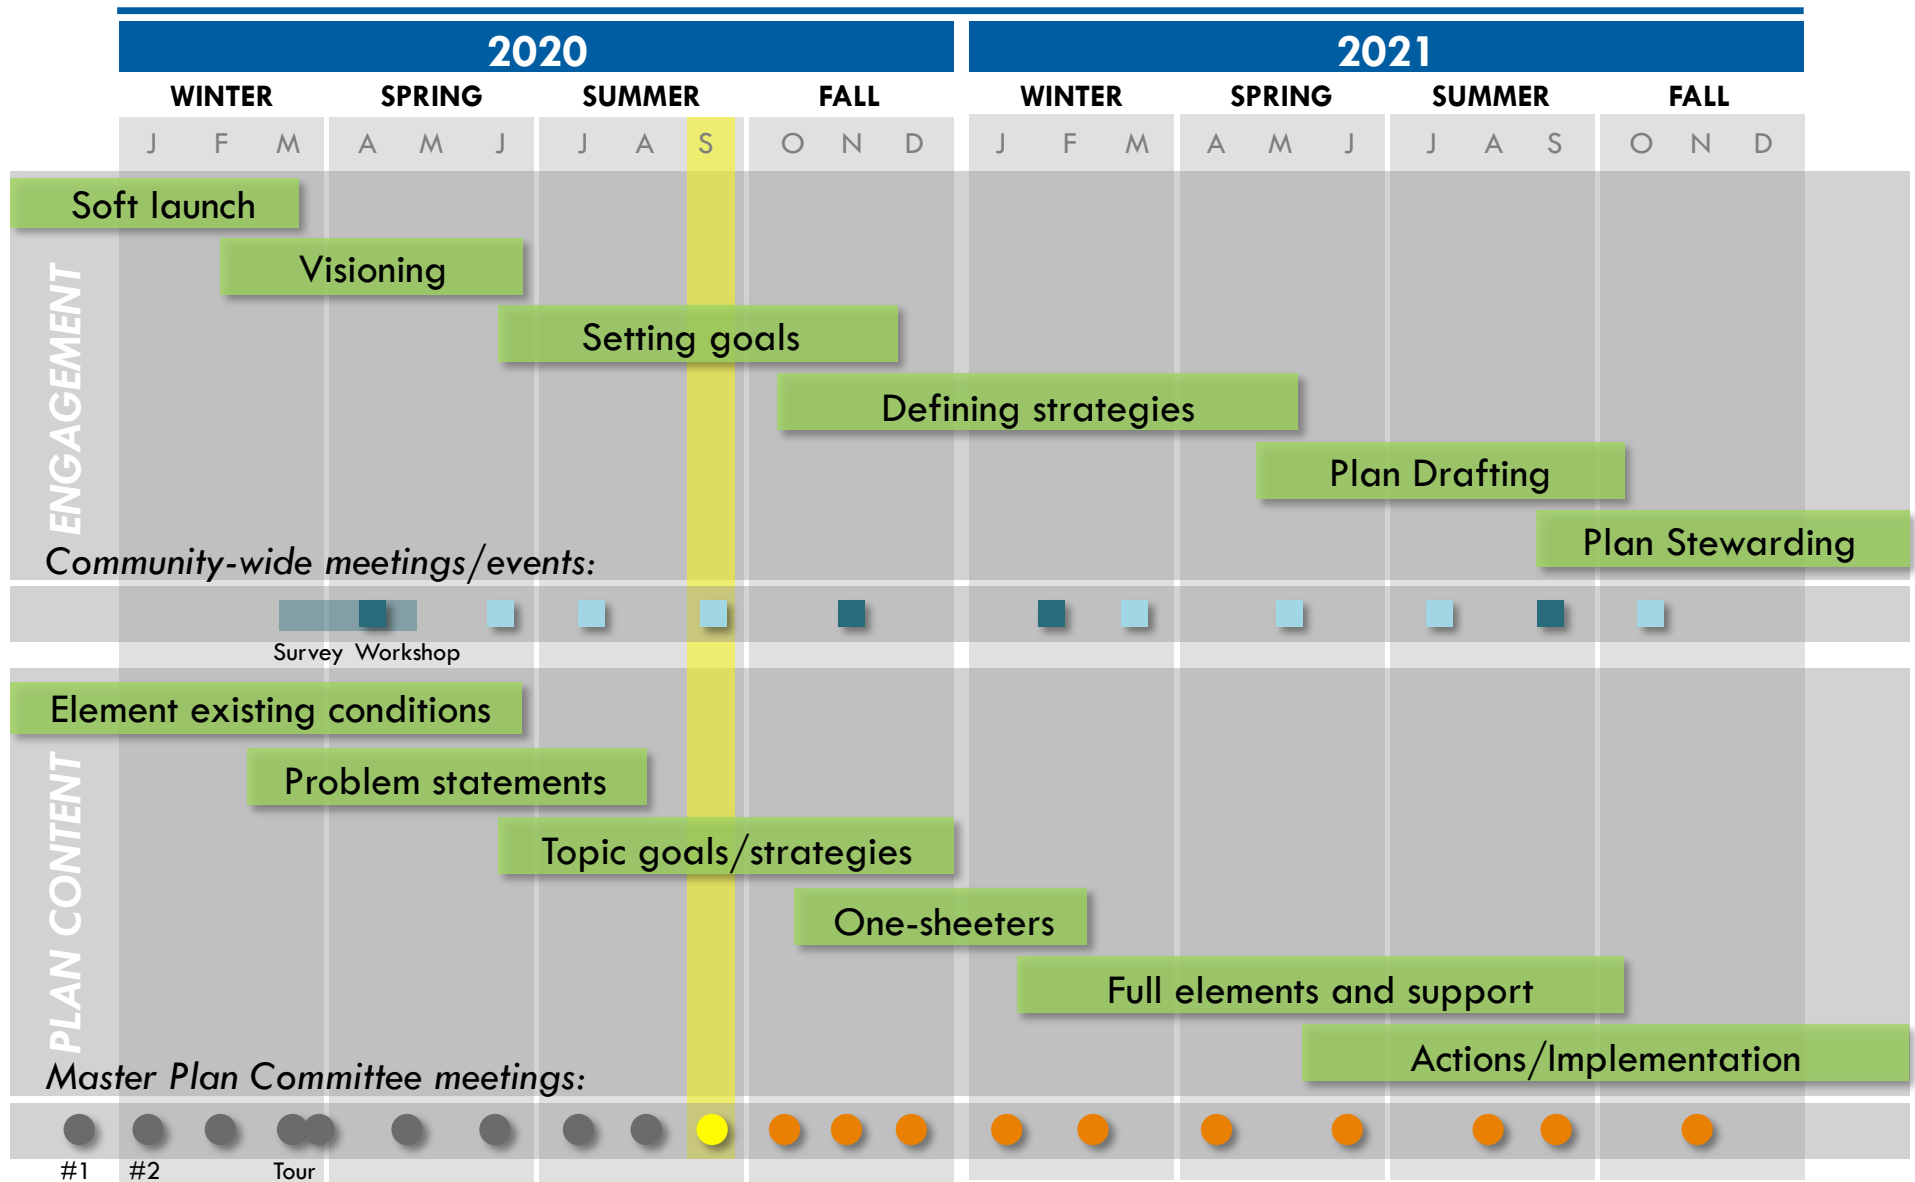 2020 2021
WINTER SPRING SUMMER FALL WINTER SPRING SUMMER FALL
J F M A M J J A S O N D J F M A M J J A S O N D
ENGAGEMENT
Soft launch
Visioning
Setting goals
Defining strategies
Plan Drafting
Plan Stewarding
Community-wide meetings/events:
Survey Workshop
PLAN CONTENT
Element existing conditions
Problem statements
Topic goals/strategies
One-sheeters
Full elements and support
Actions/Implementation
Master Plan Committee meetings:
#1 #2 Tour